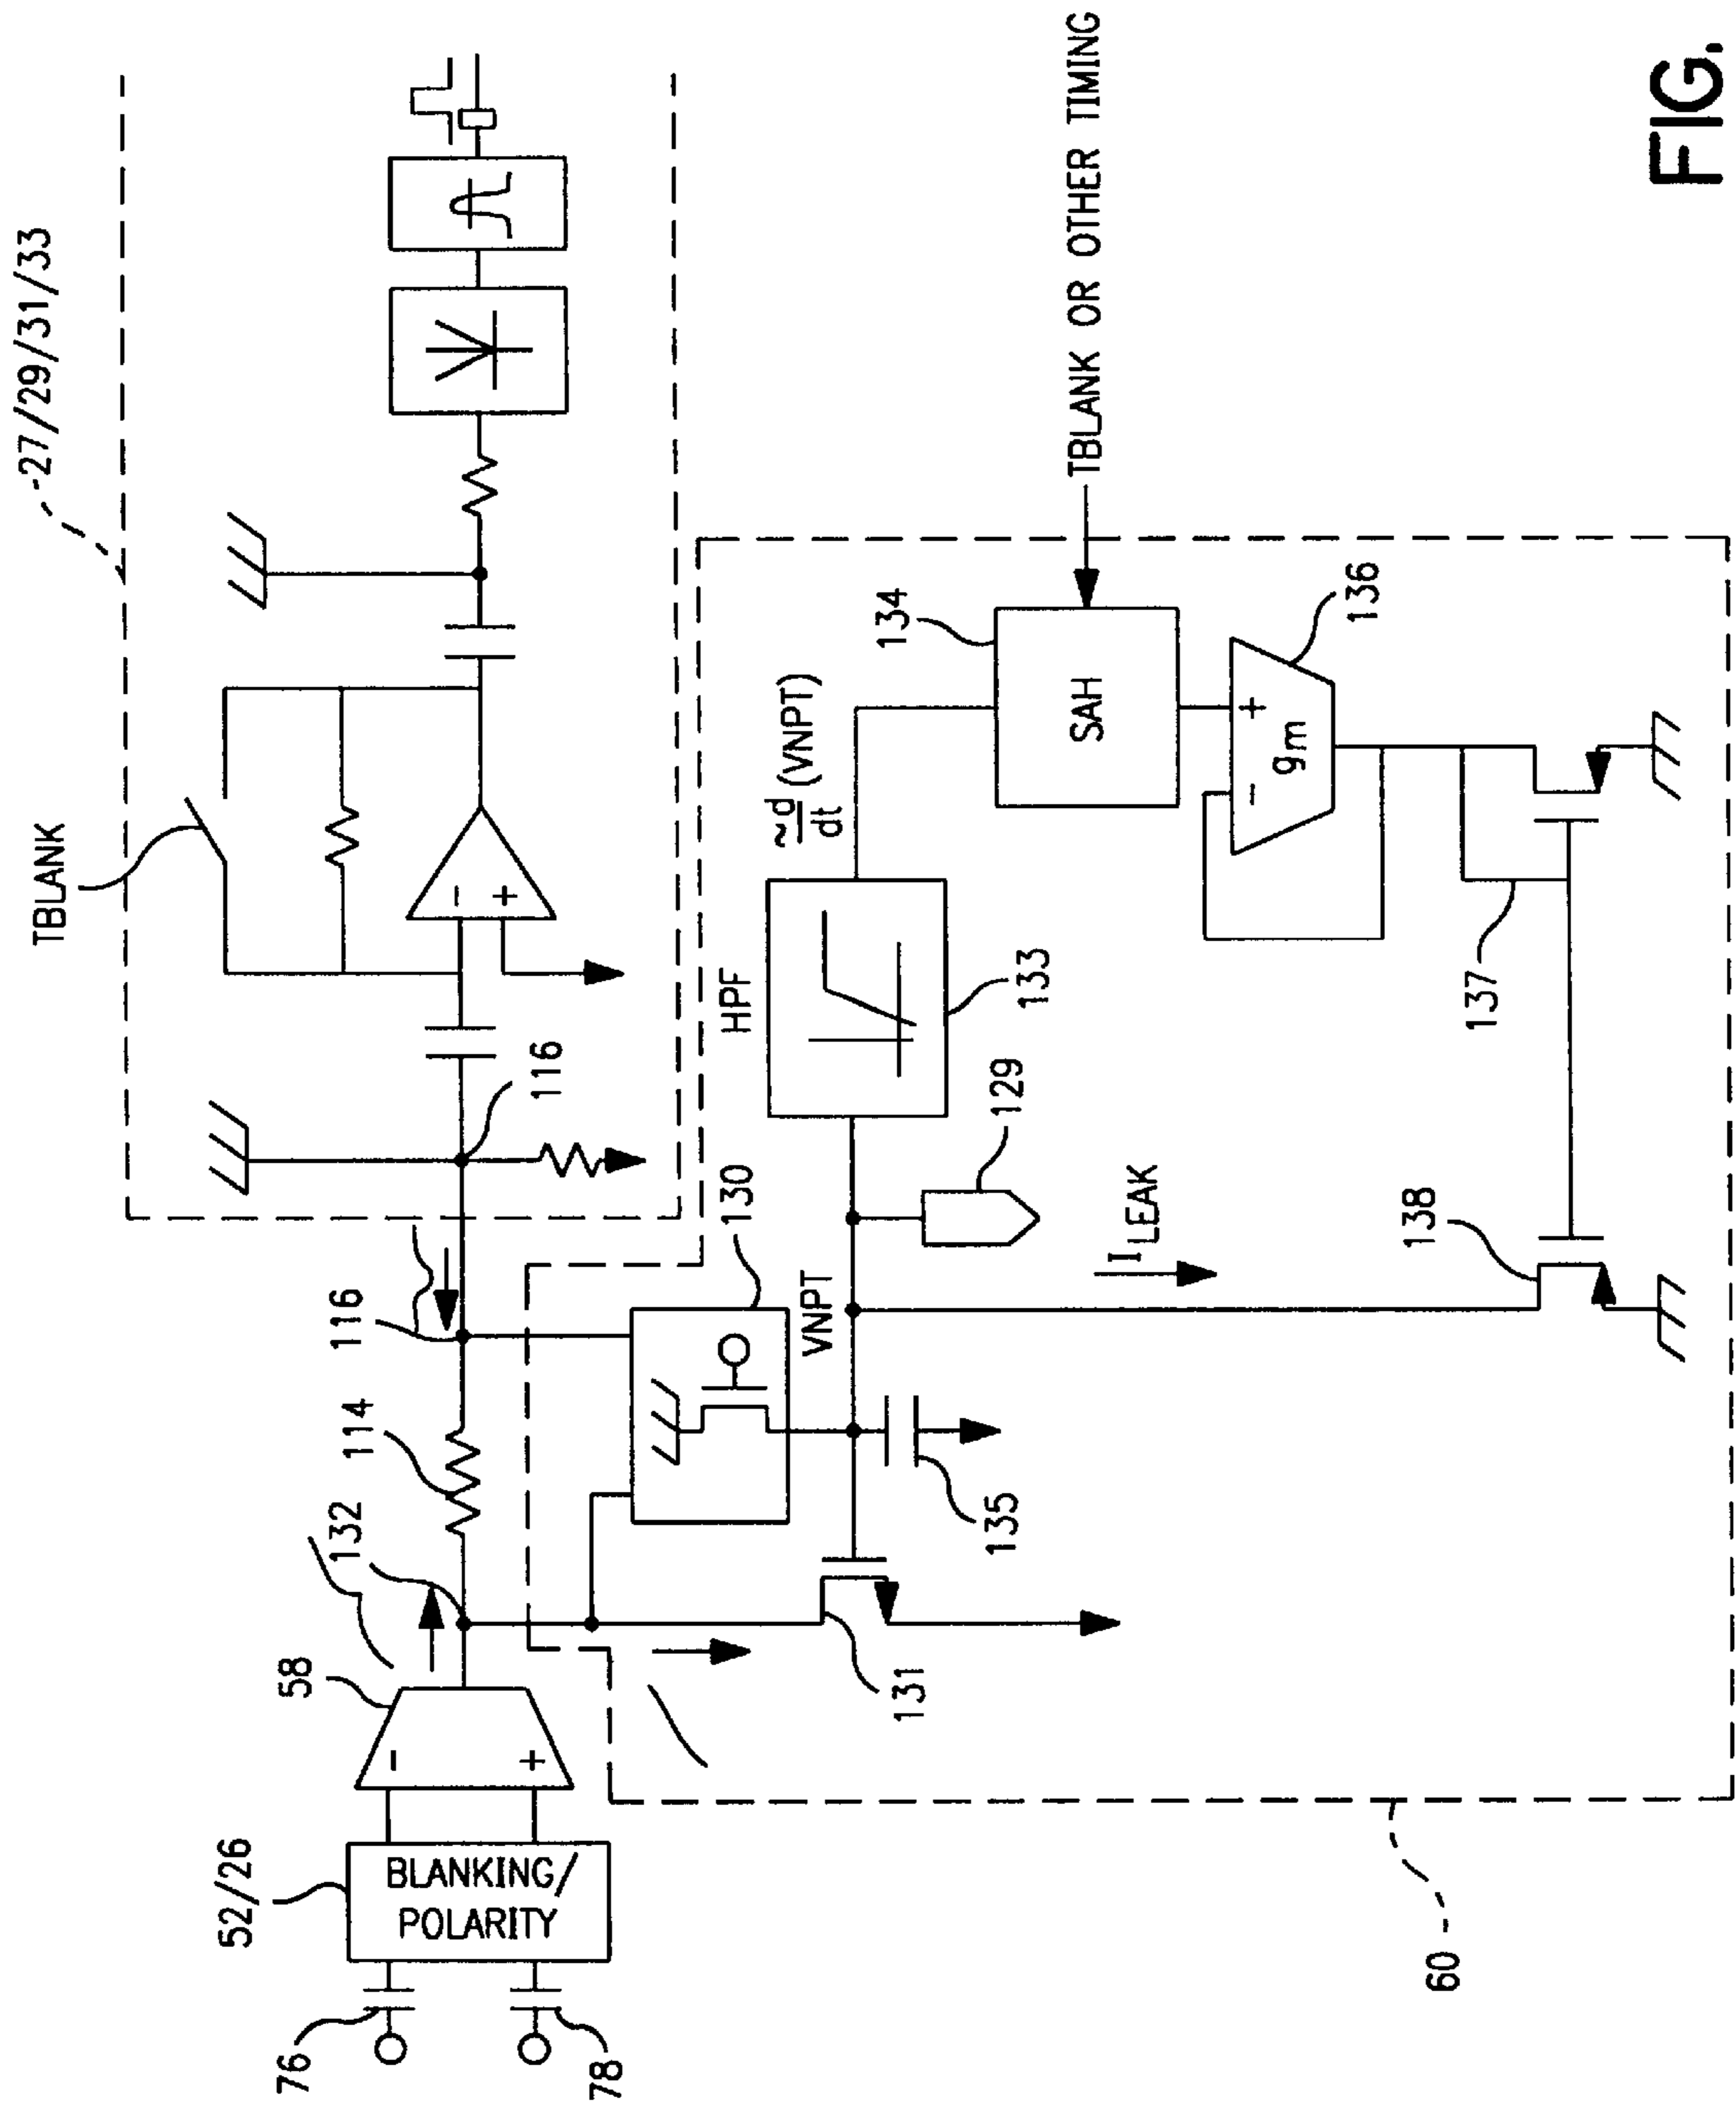 27/29/31/33
TBLANK
-
+
116
116
114
132
58
-
+
52/26
BLANKING/
POLARITY
76
78
130
VNPT
HPF
133
129
≈d/dt (VNPT)
134
SAH
TBLANK OR OTHER TIMING
+
-
gm
136
137
138
ILEAK
135
131
60
FIG.